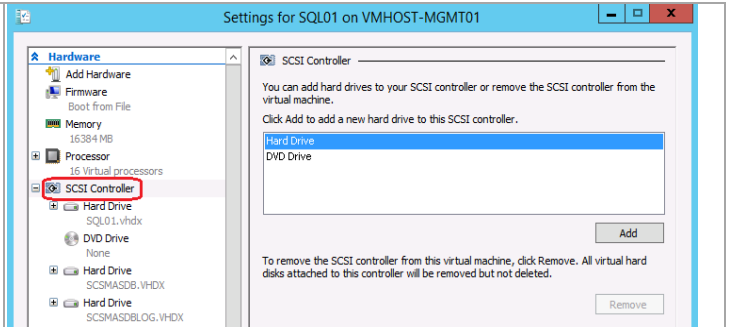 Settings for SQL01 on VMHOST-MGMT01
Hardware
Add Hardware
Firmware
Boot from File
Memory
16384 MB
Processor
16 Virtual processors
SCSI Controller
Hard Drive
SQL01.vhdx
DVD Drive
None
Hard Drive
SCSMASDB.VHDX
Hard Drive
SCSMASDBLOG.VHDX
SCSI Controller
You can add hard drives to your SCSI controller or remove the SCSI controller from the
virtual machine.
Click Add to add a new hard drive to this SCSI controller.
Hard Drive
DVD Drive
Add
To remove the SCSI controller from this virtual machine, click Remove. All virtual hard
disks attached to this controller will be removed but not deleted.
Remove